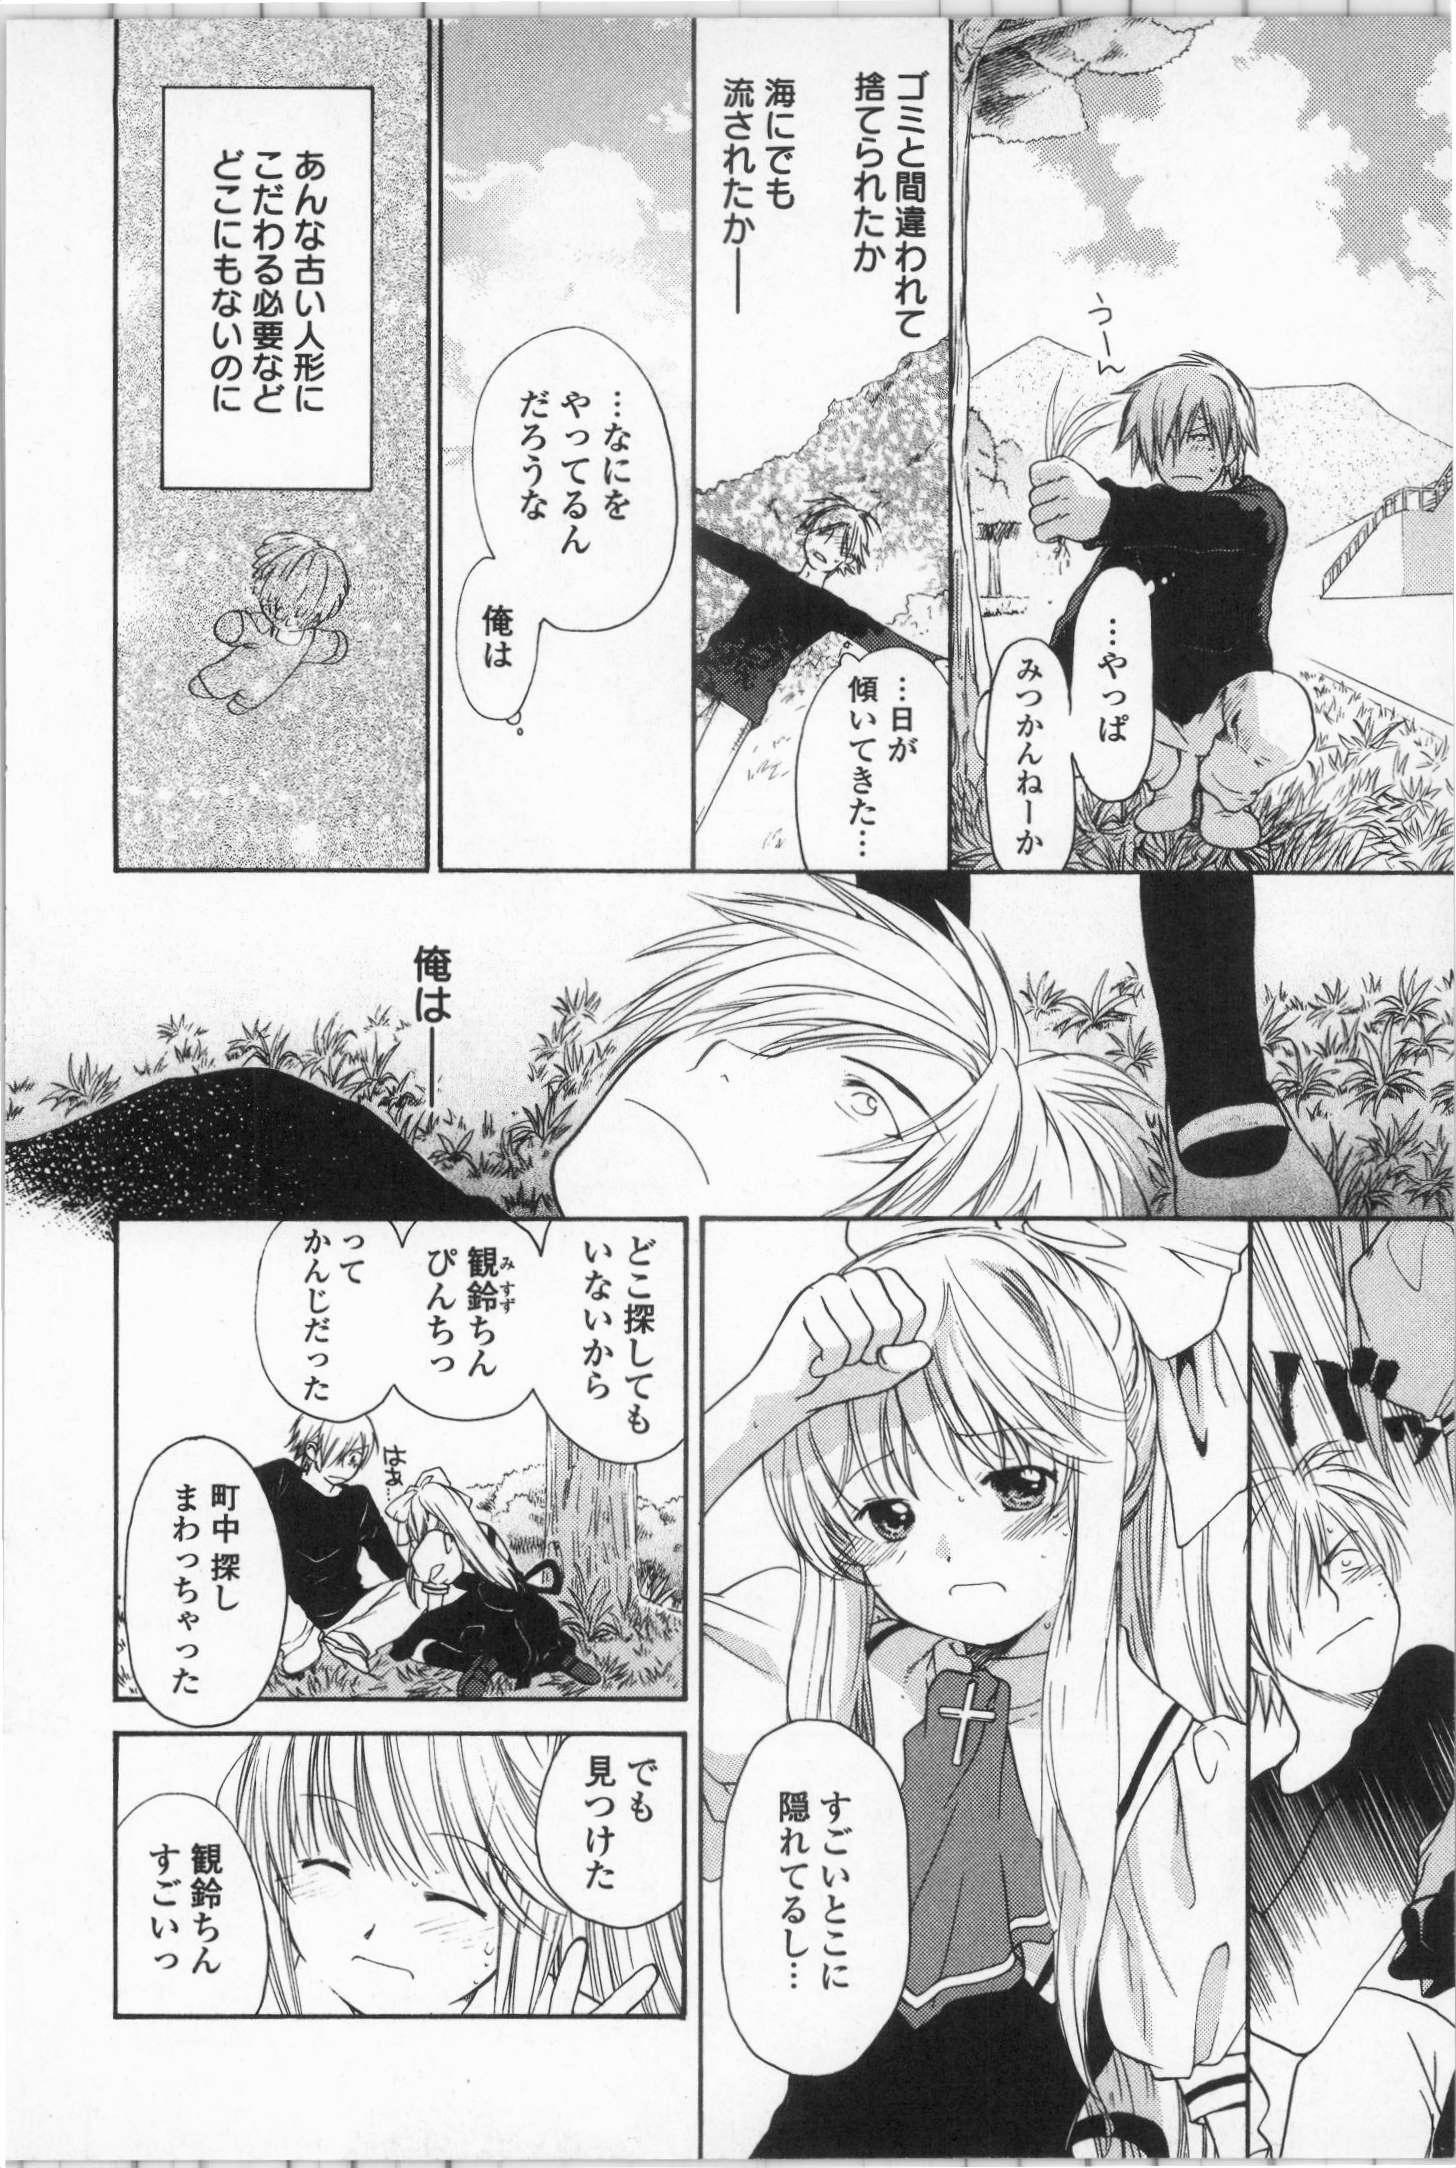 うーん
…やっぱ
みつかんねーか
ゴミと間違われて
捨てられたか
海にでも
流されたか――
…日が
傾いてきた…
…なにを
やってるん
だろうな
俺は
あんな古い人形に
こだわる必要など
どこにもないのに
俺は――
すごいとこに
隠れてるし…
どこ探しても
いないから
観鈴ちん
みすず
ぴんちっ
って
かんじだった
はぁ…
町中 探し
まわっちゃった
でも
見つけた
観鈴ちん
すごいっ